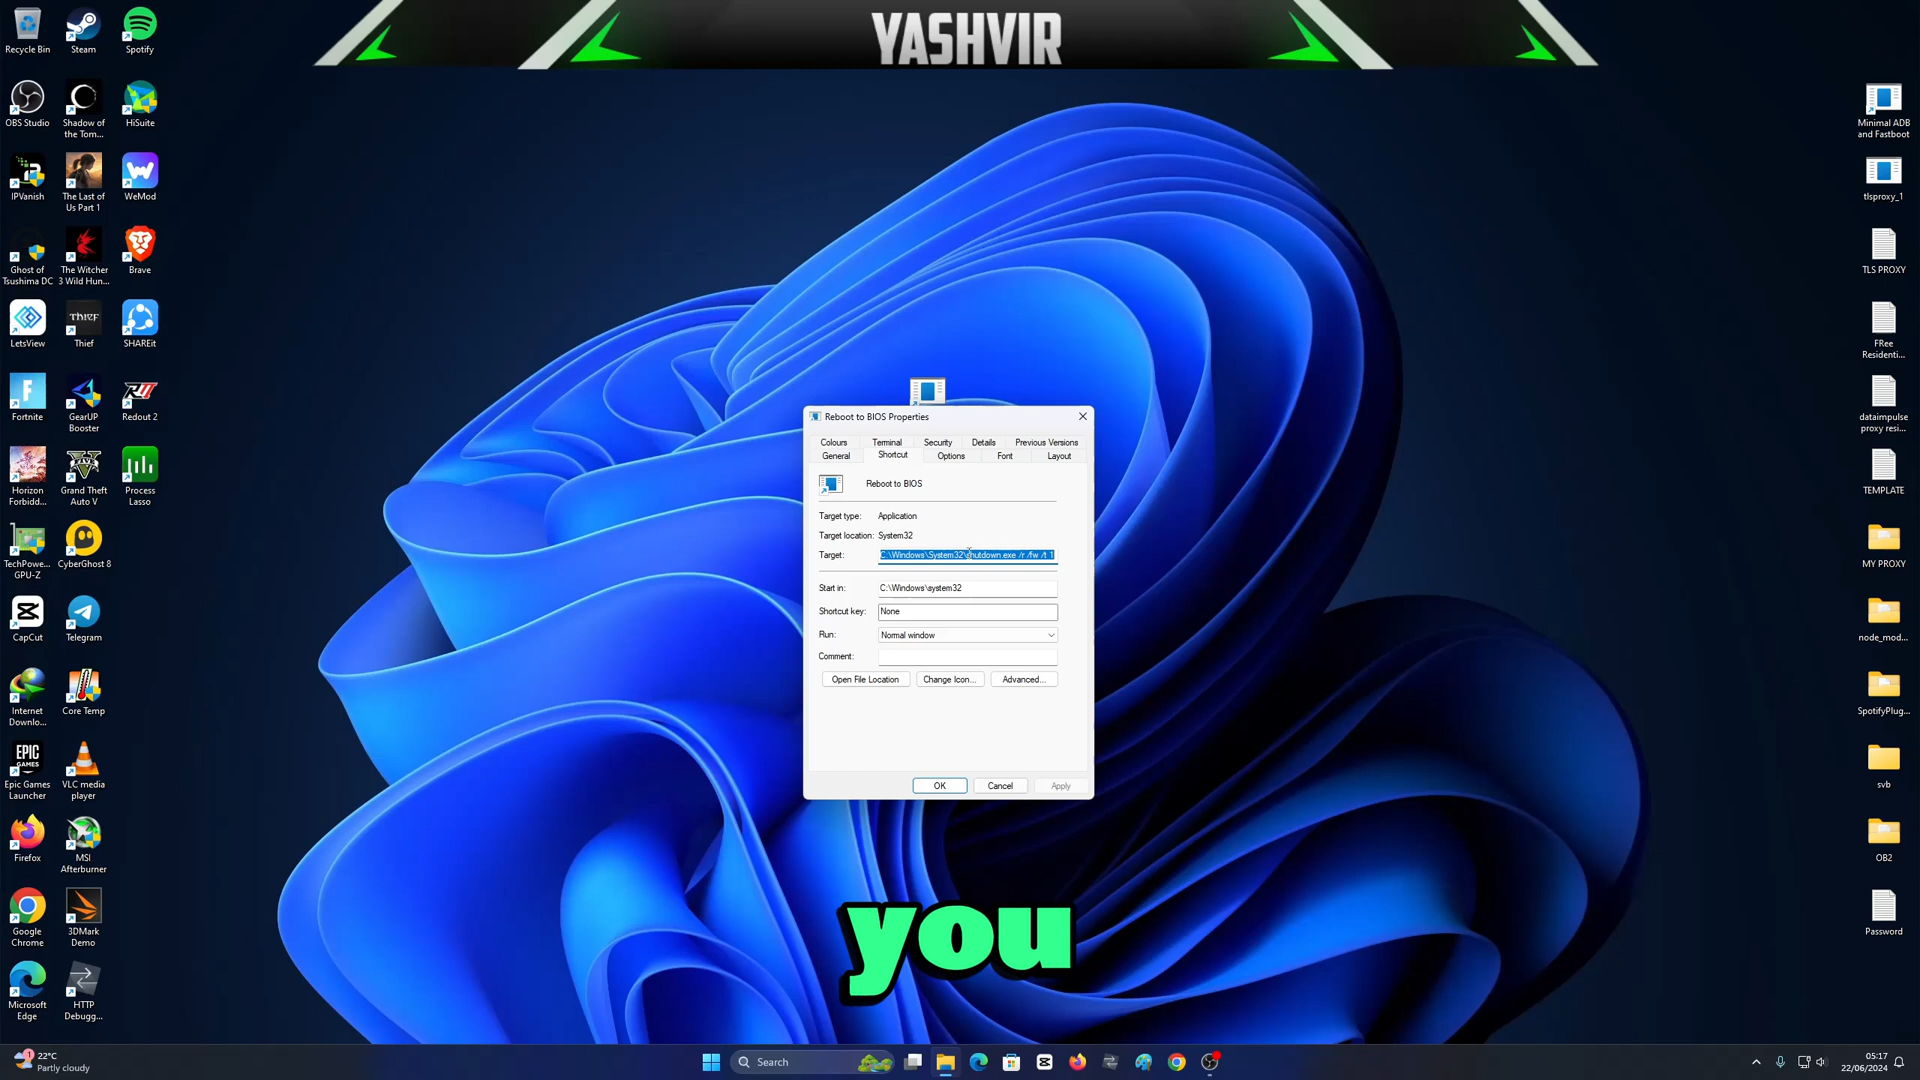 YASHVIR
Recycle Bin
Steam
Spotify
OBS Studio
Shadow of
the Tom...
HiSuite
IPVanish
The Last of
Us Part 1
WeMod
Ghost of
Tsushima DC
The Witcher
3 Wild Hun...
Brave
LetsView
THIEF
Thief
SHAREit
Fortnite
GearUP
Booster
Redout 2
Horizon
Forbidd...
Grand Theft
Auto V
Process
Lasso
TechPowe...
GPU-Z
CyberGhost 8
CapCut
Telegram
Internet
Downlo...
Core Temp
EPIC
GAMES
Epic Games
Launcher
VLC media
player
Firefox
MSI
Afterburner
Google
Chrome
3DMark
Demo
Microsoft
Edge
HTTP
Debugg...
Minimal ADB
and Fastboot
tlsproxy_1
TLS PROXY
FRee
Residenti...
dataimpulse
proxy resi...
TEMPLATE
MY PROXY
node_mod...
SpotifyPlug...
svb
OB2
Password
Reboot to BIOS Properties
Colours
Terminal
Security
Details
Previous Versions
General
Shortcut
Options
Font
Layout
Reboot to BIOS
Target type: Application
Target location: System32
Target: C:\Windows\System32\shutdown.exe /r /fw /t 1
Start in: C:\Windows\system32
Shortcut key: None
Run: Normal window
Comment:
Open File Location
Change Icon...
Advanced...
OK
Cancel
Apply
you
22°C
Partly cloudy
Search
05:17
22/06/2024